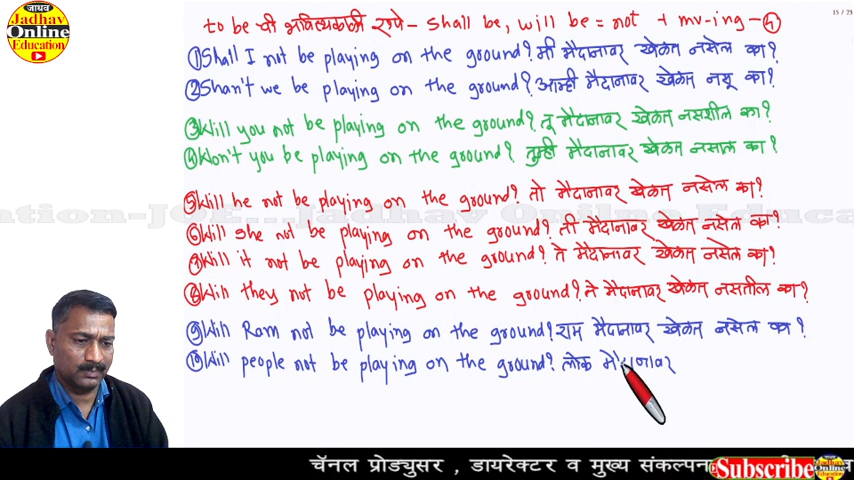 जाधव
Jadhav
Online
Education
15 / 25
to be ची भविष्यकाळी रूपे - shall be, will be = not + mv-ing - ५
① Shall I not be playing on the ground? मी मैदानावर खेळत नसेल का?
② Shan't we be playing on the ground? आम्ही मैदानावर खेळत नसू का?
③ Will you not be playing on the ground? तू मैदानावर खेळत नसशील का?
④ Won't you be playing on the ground? तुम्ही मैदानावर खेळत नसाल का?
⑤ Will he not be playing on the ground? तो मैदानावर खेळत नसेल का?
ation-JOE...Jadhav Online Educa
⑥ Will she not be playing on the ground? ती मैदानावर खेळत नसेल का?
⑦ Will it not be playing on the ground? ते मैदानावर खेळत नसेल का?
⑧ Will they not be playing on the ground? ते मैदानावर खेळत नसतील का?
⑨ Will Ram not be playing on the ground? राम मैदानावर खेळत नसेल का?
⑩ Will people not be playing on the ground? लोक मैदानावर
चॅनल प्रोड्युसर , डायरेक्टर व मुख्य संकल्पन
Subscribe